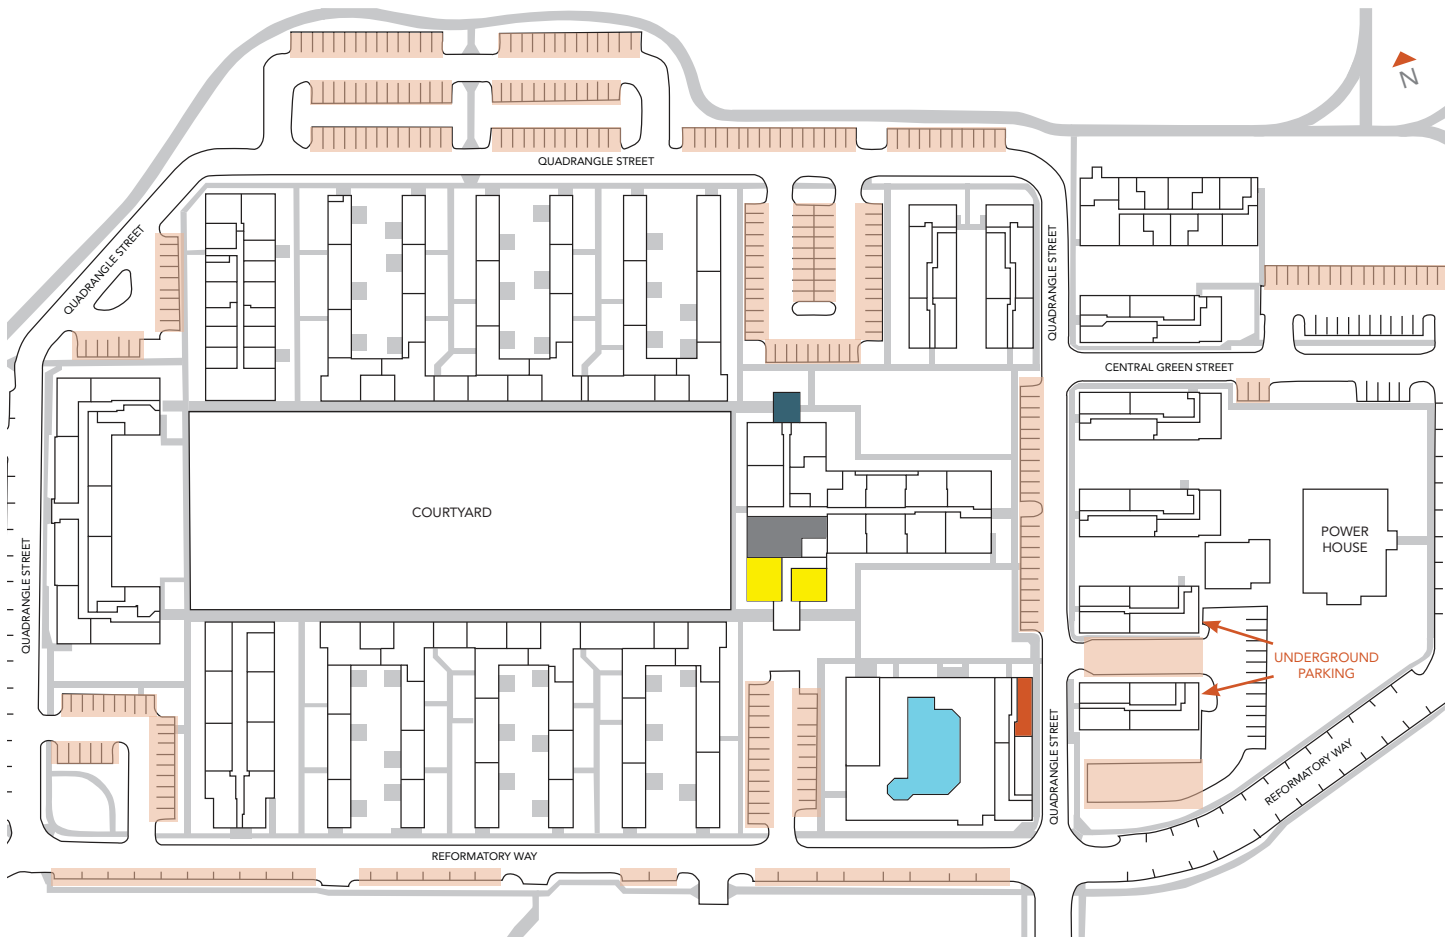 N
QUADRANGLE STREET
QUADRANGLE STREET
QUADRANGLE STREET
CENTRAL GREEN STREET
COURTYARD
POWER
HOUSE
QUADRANGLE STREET
UNDERGROUND
PARKING
QUADRANGLE STREET
REFORMATORY WAY
REFORMATORY WAY